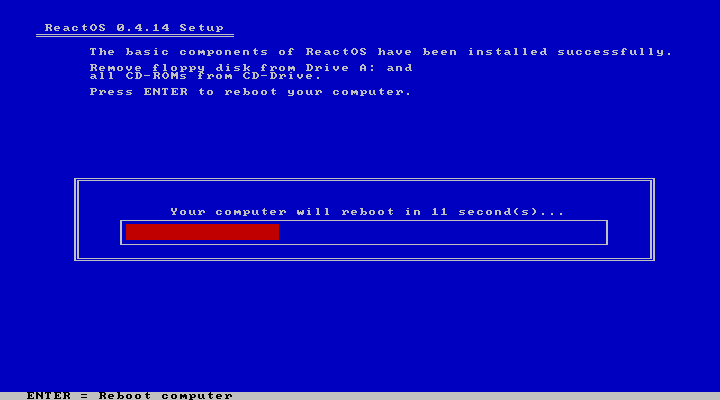 ReactOS 0.4.14 Setup
The basic components of ReactOS have been installed successfully.
Remove floppy disk from Drive A: and
all CD-ROMs from CD-Drive.
Press ENTER to reboot your computer.
Your computer will reboot in 11 second(s)...
ENTER = Reboot computer